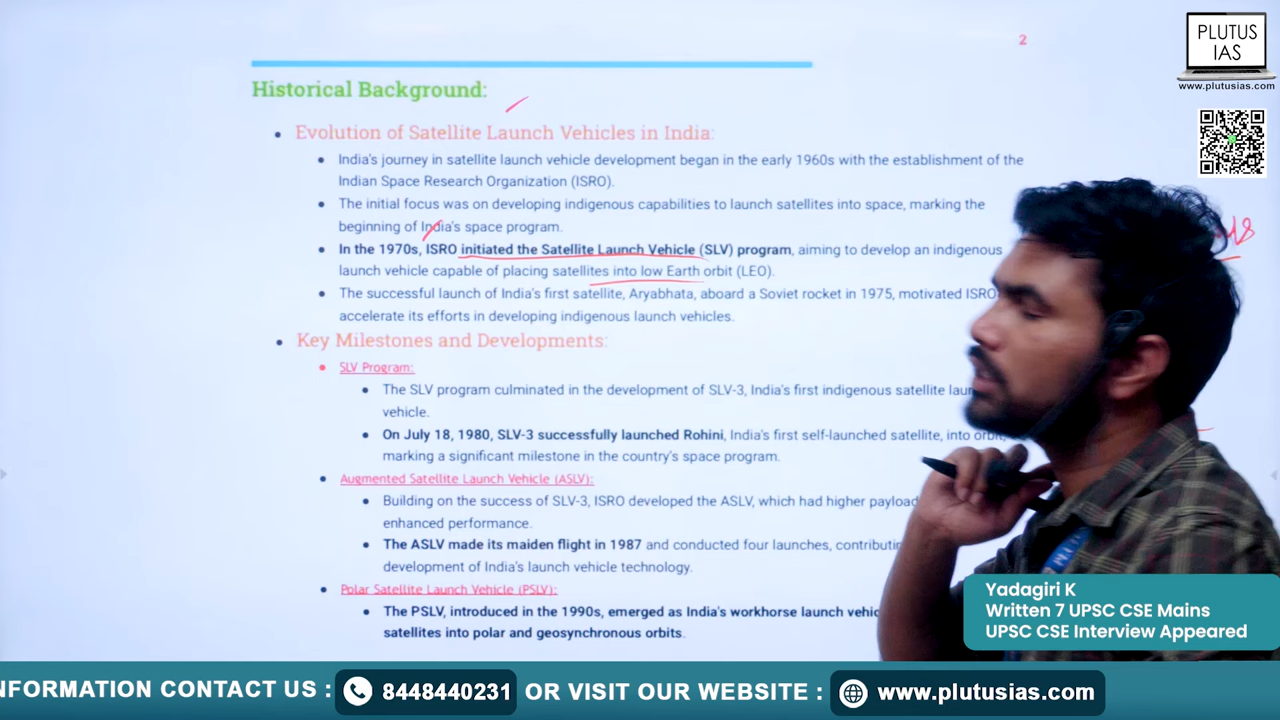 2
PLUTUS
IAS
www.plutusias.com
Historical Background:
Evolution of Satellite Launch Vehicles in India:
India's journey in satellite launch vehicle development began in the early 1960s with the establishment of the
Indian Space Research Organization (ISRO).
The initial focus was on developing indigenous capabilities to launch satellites into space, marking the
beginning of India's space program.
In the 1970s, ISRO initiated the Satellite Launch Vehicle (SLV) program, aiming to develop an indigenous
launch vehicle capable of placing satellites into low Earth orbit (LEO).
The successful launch of India's first satellite, Aryabhata, aboard a Soviet rocket in 1975, motivated ISRO
accelerate its efforts in developing indigenous launch vehicles.
Key Milestones and Developments:
SLV Program:
The SLV program culminated in the development of SLV-3, India's first indigenous satellite
vehicle.
On July 18, 1980, SLV-3 successfully launched Rohini, India's first self-launched satellite, into orbit,
marking a significant milestone in the country's space program.
Augmented Satellite Launch Vehicle (ASLV):
Building on the success of SLV-3, ISRO developed the ASLV, which had higher payload
enhanced performance.
The ASLV made its maiden flight in 1987 and conducted four launches,
development of India's launch vehicle technology.
Polar Satellite Launch Vehicle (PSLV):
The PSLV, introduced in the 1990s, emerged as India's workhorse launch
satellites into polar and geosynchronous orbits.
Yadagiri K
Written 7 UPSC CSE Mains
UPSC CSE Interview Appeared
NFORMATION CONTACT US : 8448440231 OR VISIT OUR WEBSITE : www.plutusias.com